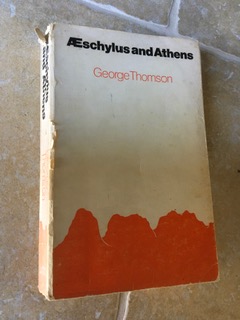 Æschylus and Athens
George Thomson